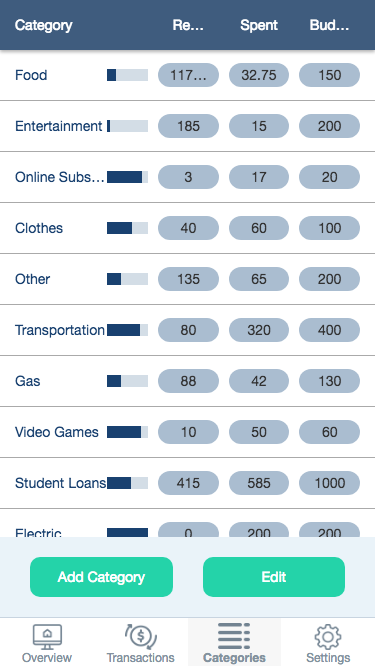 Category Re... Spent Bud...
Food 117... 32.75 150
Entertainment 185 15 200
Online Subs... 3 17 20
Clothes 40 60 100
Other 135 65 200
Transportation 80 320 400
Gas 88 42 130
Video Games 10 50 60
Student Loans 415 585 1000
Electric 0 200 200
Add Category Edit
Overview Transactions Categories Settings